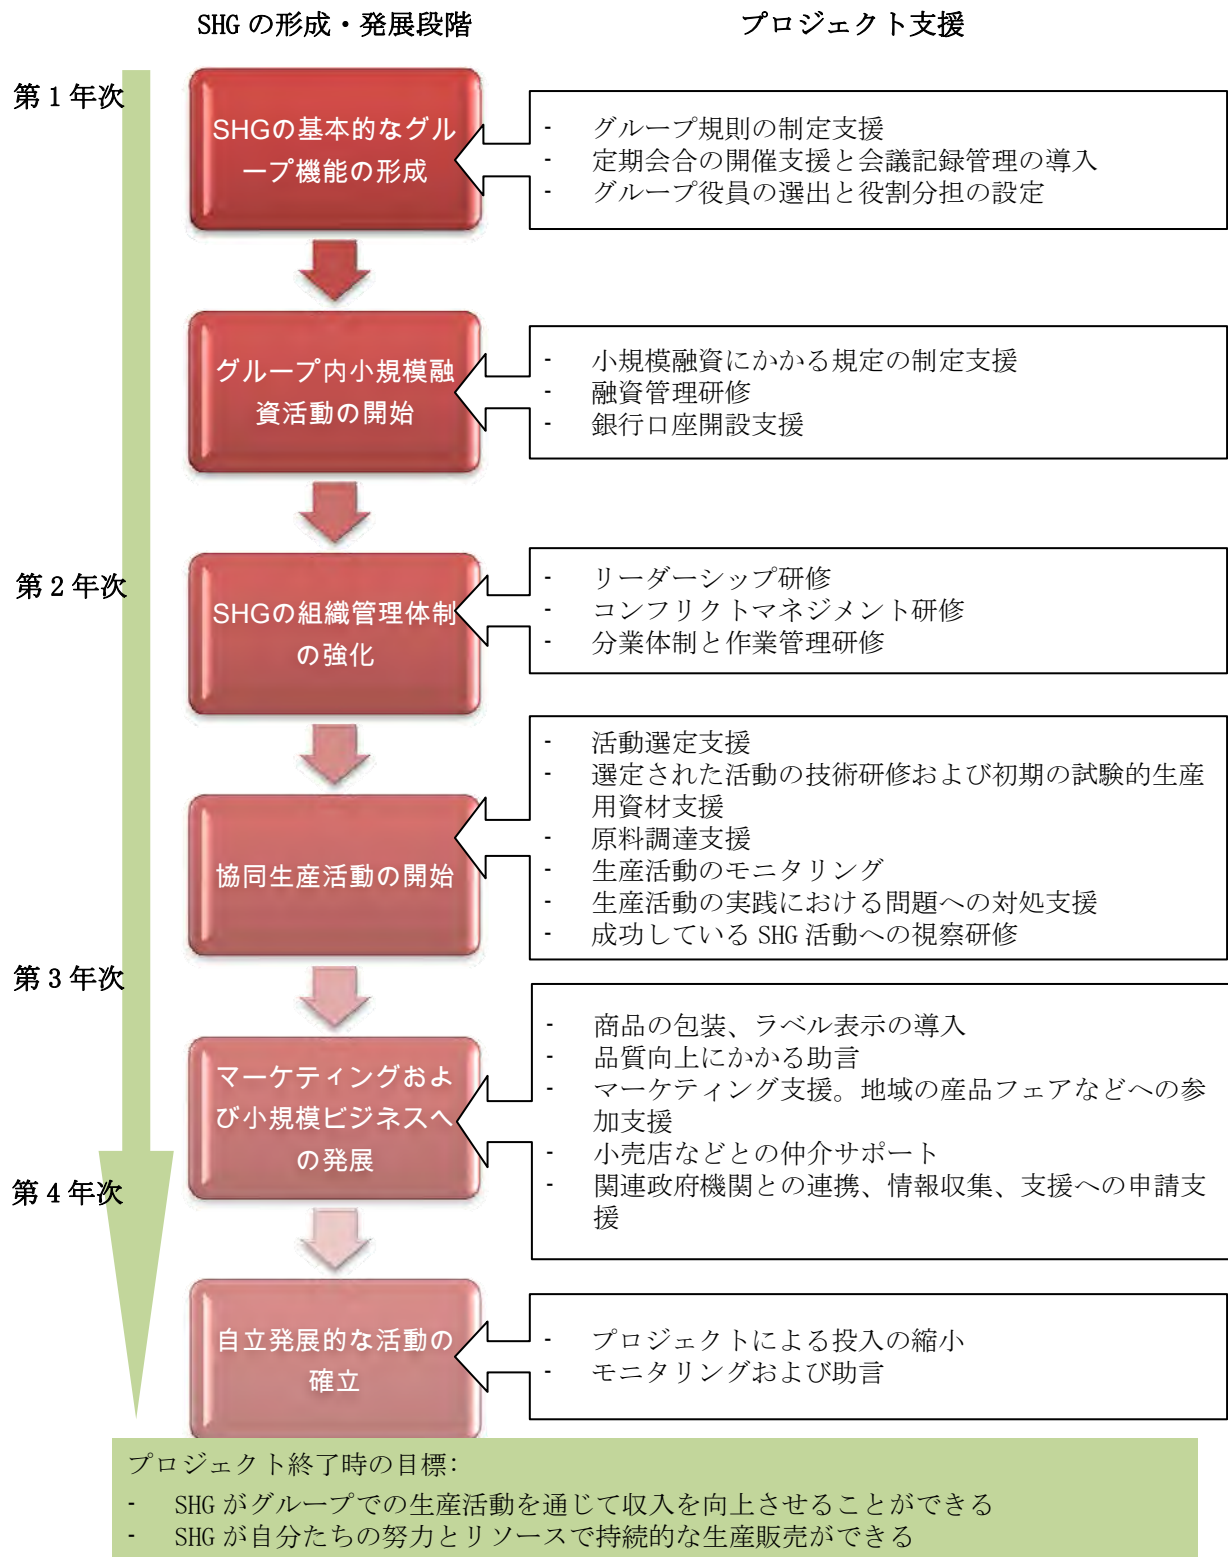 SHG の形成・発展段階
プロジェクト支援
第 1 年次
SHGの基本的なグル
ープ機能の形成
- グループ規則の制定支援
- 定期会合の開催支援と会議記録管理の導入
- グループ役員の選出と役割分担の設定
グループ内小規模融
資活動の開始
- 小規模融資にかかる規定の制定支援
- 融資管理研修
- 銀行口座開設支援
第 2 年次
SHGの組織管理体制
の強化
- リーダーシップ研修
- コンフリクトマネジメント研修
- 分業体制と作業管理研修
協同生産活動の開始
- 活動選定支援
- 選定された活動の技術研修および初期の試験的生産
用資材支援
- 原料調達支援
- 生産活動のモニタリング
- 生産活動の実践における問題への対処支援
- 成功している SHG 活動への視察研修
第 3 年次
マーケティングおよ
び小規模ビジネスへ
の発展
- 商品の包装、ラベル表示の導入
- 品質向上にかかる助言
- マーケティング支援。地域の産品フェアなどへの参
加支援
- 小売店などとの仲介サポート
- 関連政府機関との連携、情報収集、支援への申請支
援
第 4 年次
自立発展的な活動の
確立
- プロジェクトによる投入の縮小
- モニタリングおよび助言
プロジェクト終了時の目標:
- SHG がグループでの生産活動を通じて収入を向上させることができる
- SHG が自分たちの努力とリソースで持続的な生産販売ができる